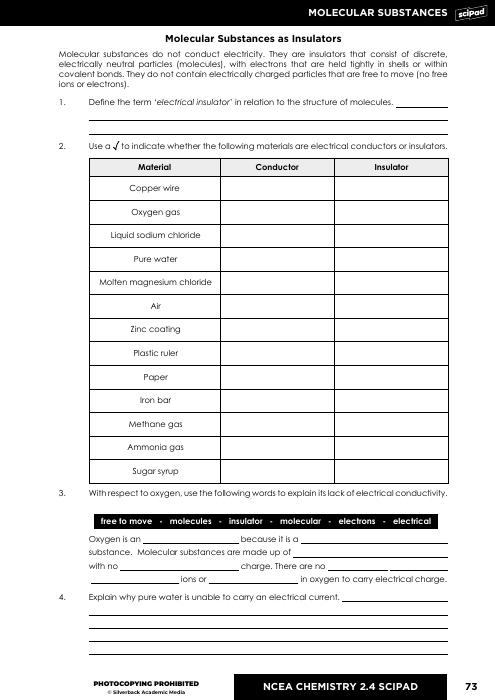 MOLECULAR SUBSTANCES scipad
Molecular Substances as Insulators
Molecular substances do not conduct electricity. They are insulators that consist of discrete,
electrically neutral particles (molecules), with electrons that are held tightly in shells or within
covalent bonds. They do not contain electrically charged particles that are free to move (no free
ions or electrons).
1. Define the term ‘electrical insulator’ in relation to the structure of molecules.
2. Use a ✓ to indicate whether the following materials are electrical conductors or insulators.
Material Conductor Insulator
Copper wire
Oxygen gas
Liquid sodium chloride
Pure water
Molten magnesium chloride
Air
Zinc coating
Plastic ruler
Paper
Iron bar
Methane gas
Ammonia gas
Sugar syrup
3. With respect to oxygen, use the following words to explain its lack of electrical conductivity.
free to move - molecules - insulator - molecular - electrons - electrical
Oxygen is an ____ because it is a ____
substance. Molecular substances are made up of ____
with no ____ charge. There are no ____ ____
____ ions or ____ in oxygen to carry electrical charge.
4. Explain why pure water is unable to carry an electrical current.
PHOTOCOPYING PROHIBITED
© Silverback Academic Media
NCEA CHEMISTRY 2.4 SCIPAD 73